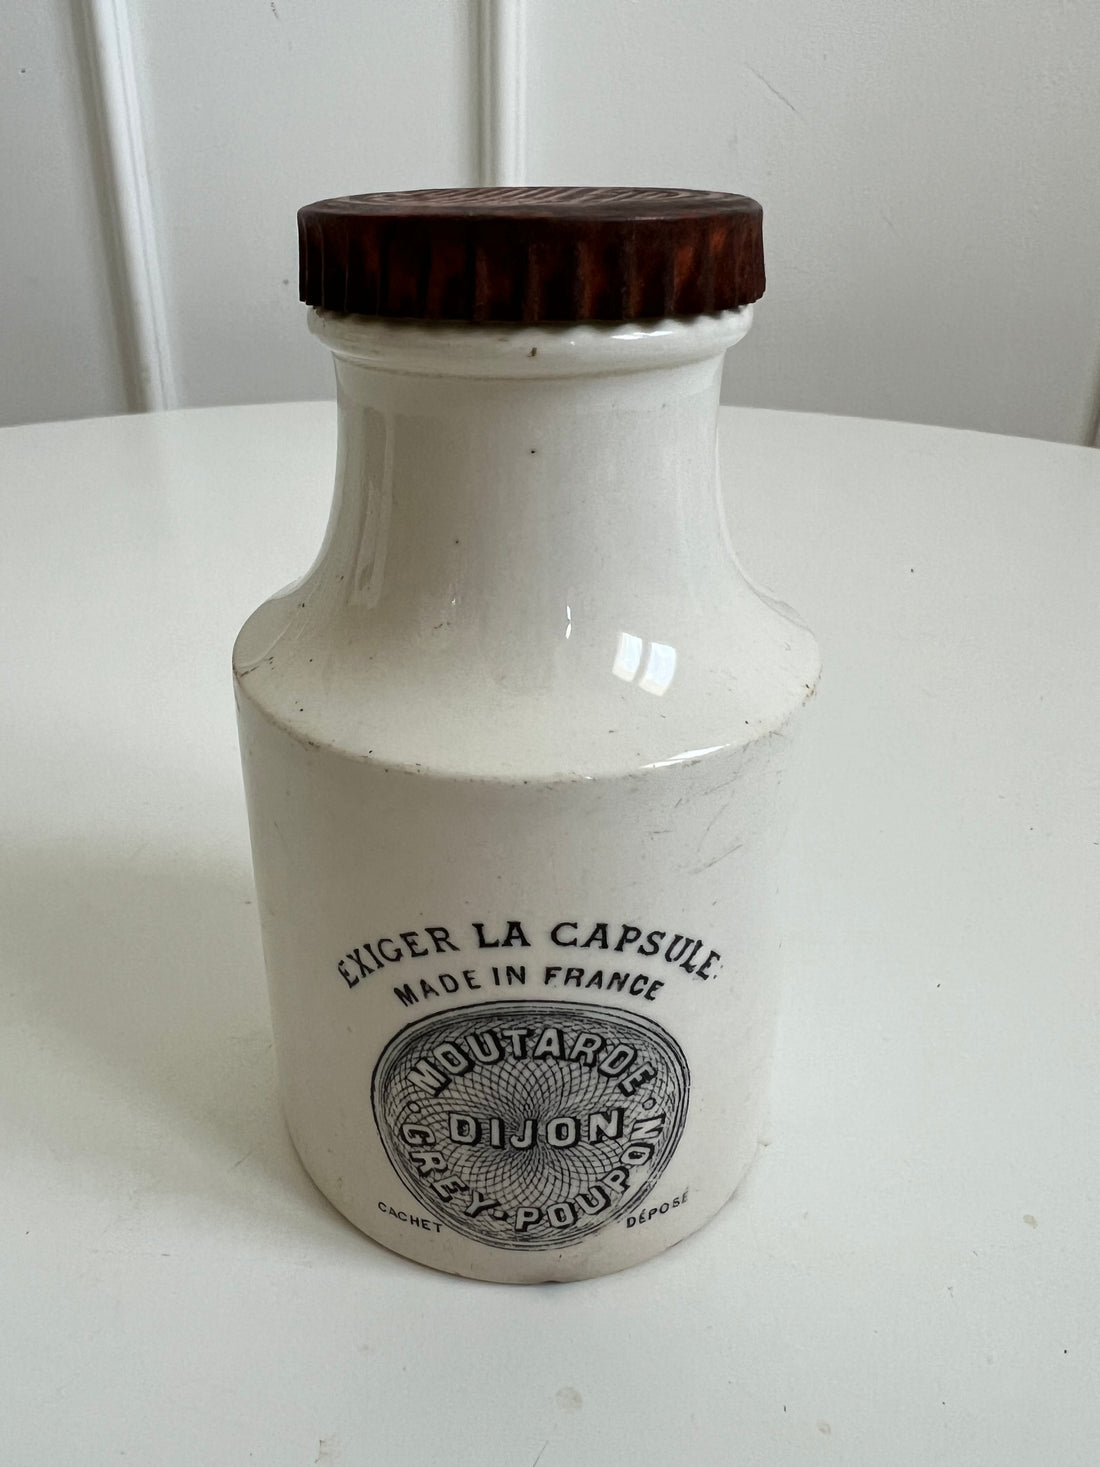 EXIGER LA CAPSULE
MADE IN FRANCE
MOUTARDE
DIJON
GREY·POUPON
CACHET DÉPOSÉ